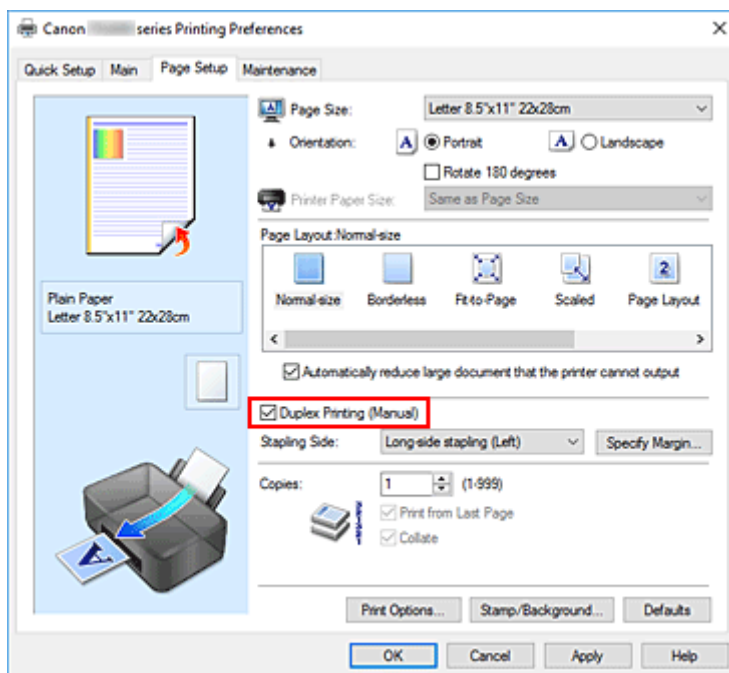 Canon series Printing Preferences
Quick Setup Main Page Setup Maintenance
Page Size: Letter 8.5"x11" 22x28cm
Orientation: A Portrait A Landscape
Rotate 180 degrees
Printer Paper Size: Same as Page Size
Page Layout:Normal-size
2
Normal-size Borderless Fit-to-Page Scaled Page Layout
Plain Paper
Letter 8.5"x11" 22x28cm
Automatically reduce large document that the printer cannot output
Duplex Printing (Manual)
Stapling Side: Long-side stapling (Left) Specify Margin...
Copies: 1 (1-999)
Print from Last Page
Collate
A
Print Options... Stamp/Background... Defaults
OK Cancel Apply Help